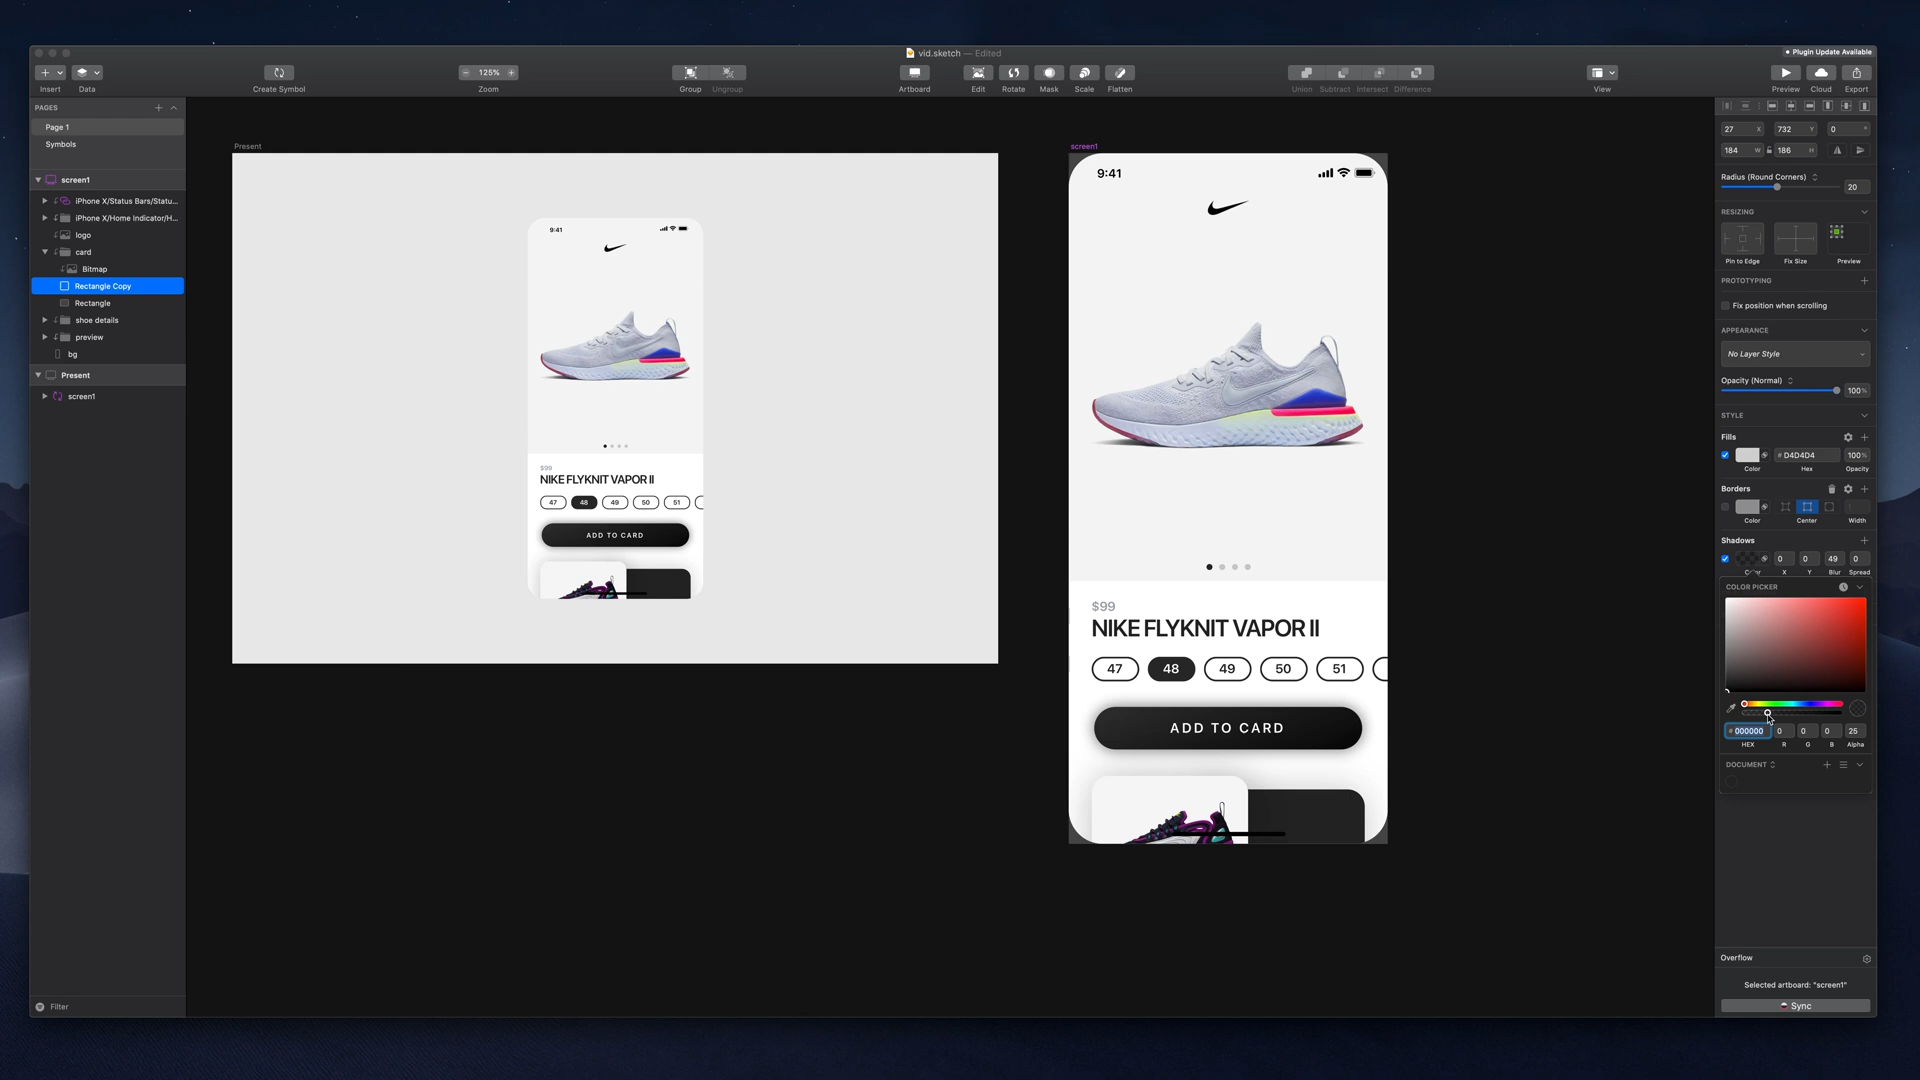 vid.sketch — Edited
Plugin Update Available
125%
Insert
Data
Create Symbol
Zoom
Group
Ungroup
Artboard
Edit
Rotate
Mask
Scale
Flatten
Union
Subtract
Intersect
Difference
View
Preview
Cloud
Export
PAGES
Page 1
Symbols
screen1
iPhone X/Status Bars/Statu...
iPhone X/Home Indicator/H...
logo
card
Bitmap
Rectangle Copy
Rectangle
shoe details
preview
bg
Present
screen1
Filter
Present
9:41
$99
NIKE FLYKNIT VAPOR II
47
48
49
50
51
ADD TO CARD
screen1
9:41
$99
NIKE FLYKNIT VAPOR II
47
48
49
50
51
ADD TO CARD
27 X
732 Y
0 °
184 W
186 H
Radius (Round Corners)
20
RESIZING
Pin to Edge
Fix Size
Preview
PROTOTYPING
Fix position when scrolling
APPEARANCE
No Layer Style
Opacity (Normal)
100%
STYLE
Fills
# D4D4D4
100%
Color
Hex
Opacity
Borders
Color
Center
Width
Shadows
0
0
49
0
X
Y
Blur
Spread
COLOR PICKER
# 000000
0
0
0
25
HEX
R
G
B
Alpha
DOCUMENT
Overflow
Selected artboard: "screen1"
Sync